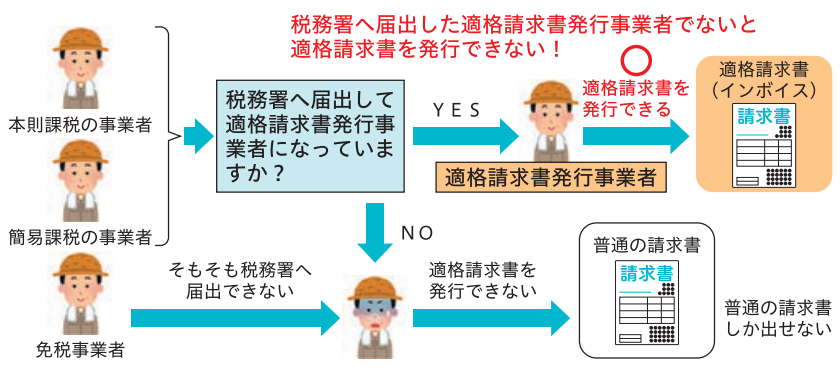 税務署へ届出した適格請求書発行事業者でないと
適格請求書を発行できない！
本則課税の事業者
簡易課税の事業者
免税事業者
税務署へ届出して
適格請求書発行事
業者になっていま
すか？
YES
適格請求書発行事業者
適格請求書を
発行できる
適格請求書
（インボイス）
請求書
NO
そもそも税務署へ
届出できない
適格請求書を
発行できない
普通の請求書
請求書
普通の請求書
しか出せない